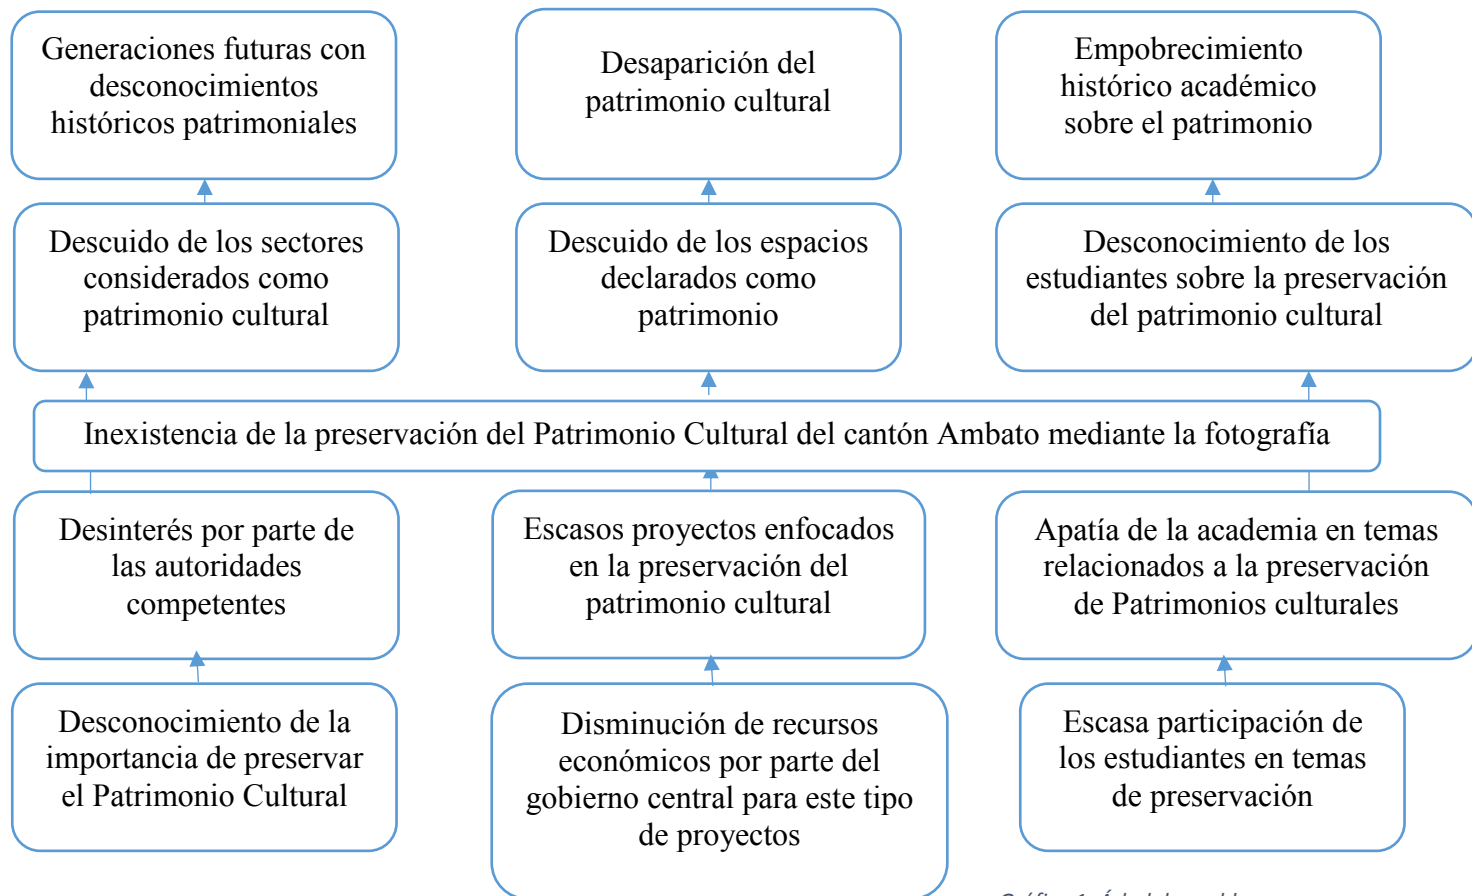 Generaciones futuras con
desconocimientos
históricos patrimoniales
Desaparición del
patrimonio cultural
Empobrecimiento
histórico académico
sobre el patrimonio
Descuido de los sectores
considerados como
patrimonio cultural
Descuido de los espacios
declarados como
patrimonio
Desconocimiento de los
estudiantes sobre la preservación
del patrimonio cultural
Inexistencia de la preservación del Patrimonio Cultural del cantón Ambato mediante la fotografía
Desinterés por parte de
las autoridades
competentes
Escasos proyectos enfocados
en la preservación del
patrimonio cultural
Apatía de la academia en temas
relacionados a la preservación
de Patrimonios culturales
Desconocimiento de la
importancia de preservar
el Patrimonio Cultural
Disminución de recursos
económicos por parte del
gobierno central para este tipo
de proyectos
Escasa participación de
los estudiantes en temas
de preservación